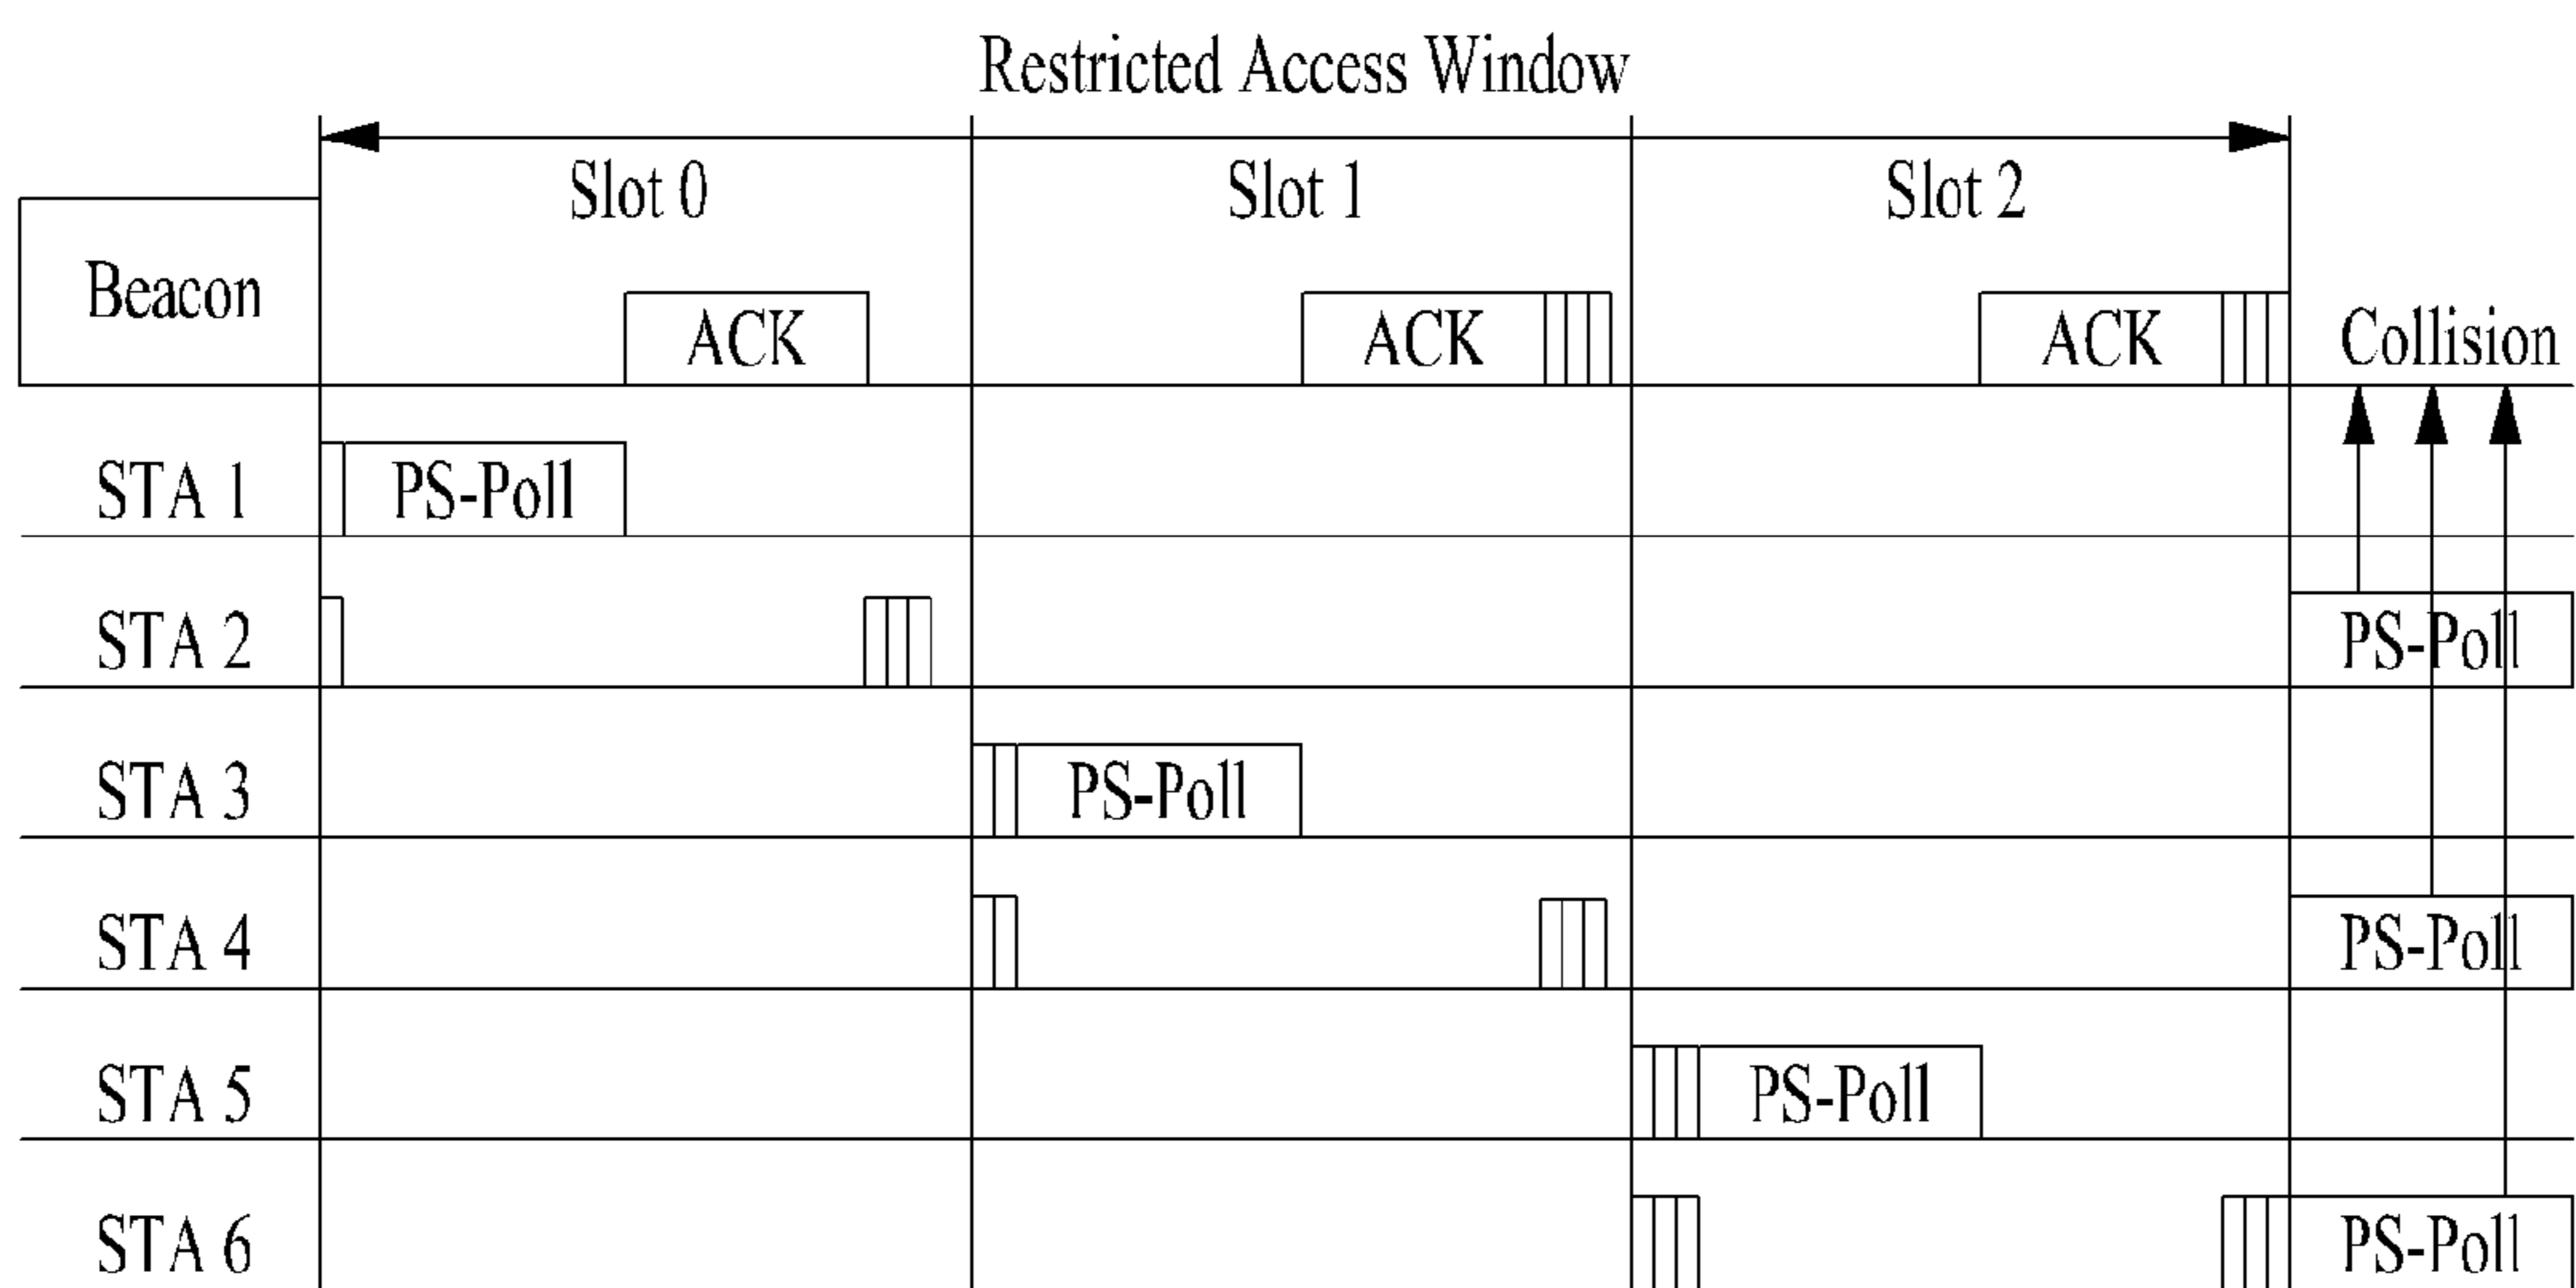 Restricted Access Window
Slot 0 Slot 1 Slot 2
Beacon ACK ACK ACK Collision
STA 1 PS-Poll
STA 2 PS-Poll
STA 3 PS-Poll
STA 4 PS-Poll
STA 5 PS-Poll
STA 6 PS-Poll